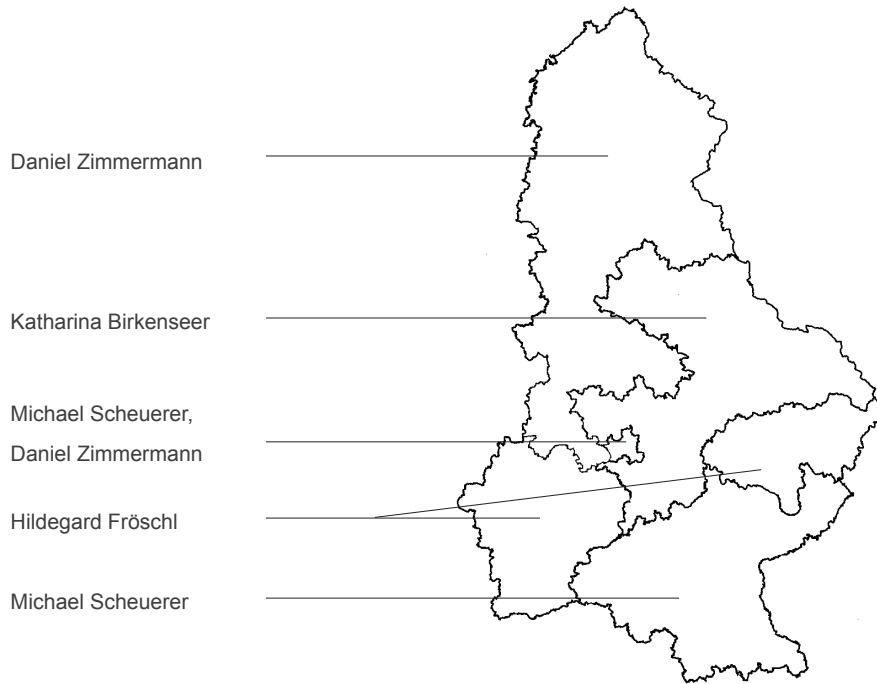 Daniel Zimmermann
Katharina Birkenseer
Michael Scheuerer,
Daniel Zimmermann
Hildegard Fröschl
Michael Scheuerer